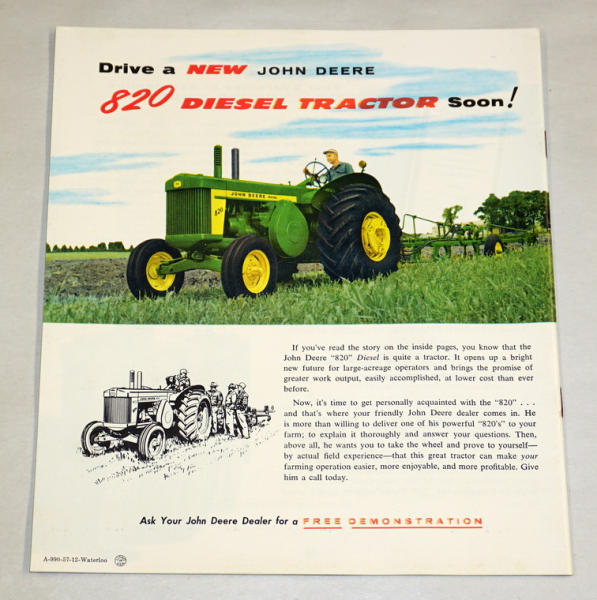 Drive a NEW JOHN DEERE
820 DIESEL TRACTOR Soon!
JOHN DEERE
820
If you've read the story on the inside pages, you know that the
John Deere "820" Diesel is quite a tractor. It opens up a bright
new future for large-acreage operators and brings the promise of
greater work output, easily accomplished, at lower cost than ever
before.
Now, it's time to get personally acquainted with the "820" . . .
and that's where your friendly John Deere dealer comes in. He
is more than willing to deliver one of his powerful "820's" to your
farm; to explain it thoroughly and answer your questions. Then,
above all, he wants you to take the wheel and prove to yourself—
by actual field experience—that this great tractor can make your
farming operation easier, more enjoyable, and more profitable. Give
him a call today.
Ask Your John Deere Dealer for a FREE DEMONSTRATION
A-990-57-12-Waterloo